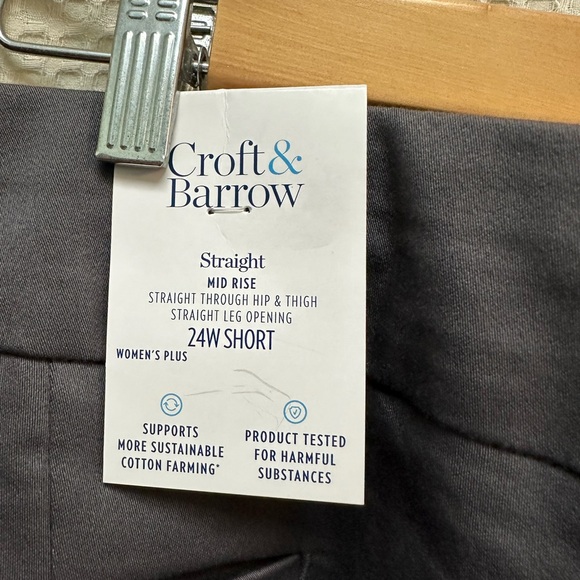 Croft&
Barrow
Straight
MID RISE
STRAIGHT THROUGH HIP & THIGH
STRAIGHT LEG OPENING
24W SHORT
WOMEN'S PLUS
SUPPORTS
MORE SUSTAINABLE
COTTON FARMING*
PRODUCT TESTED
FOR HARMFUL
SUBSTANCES